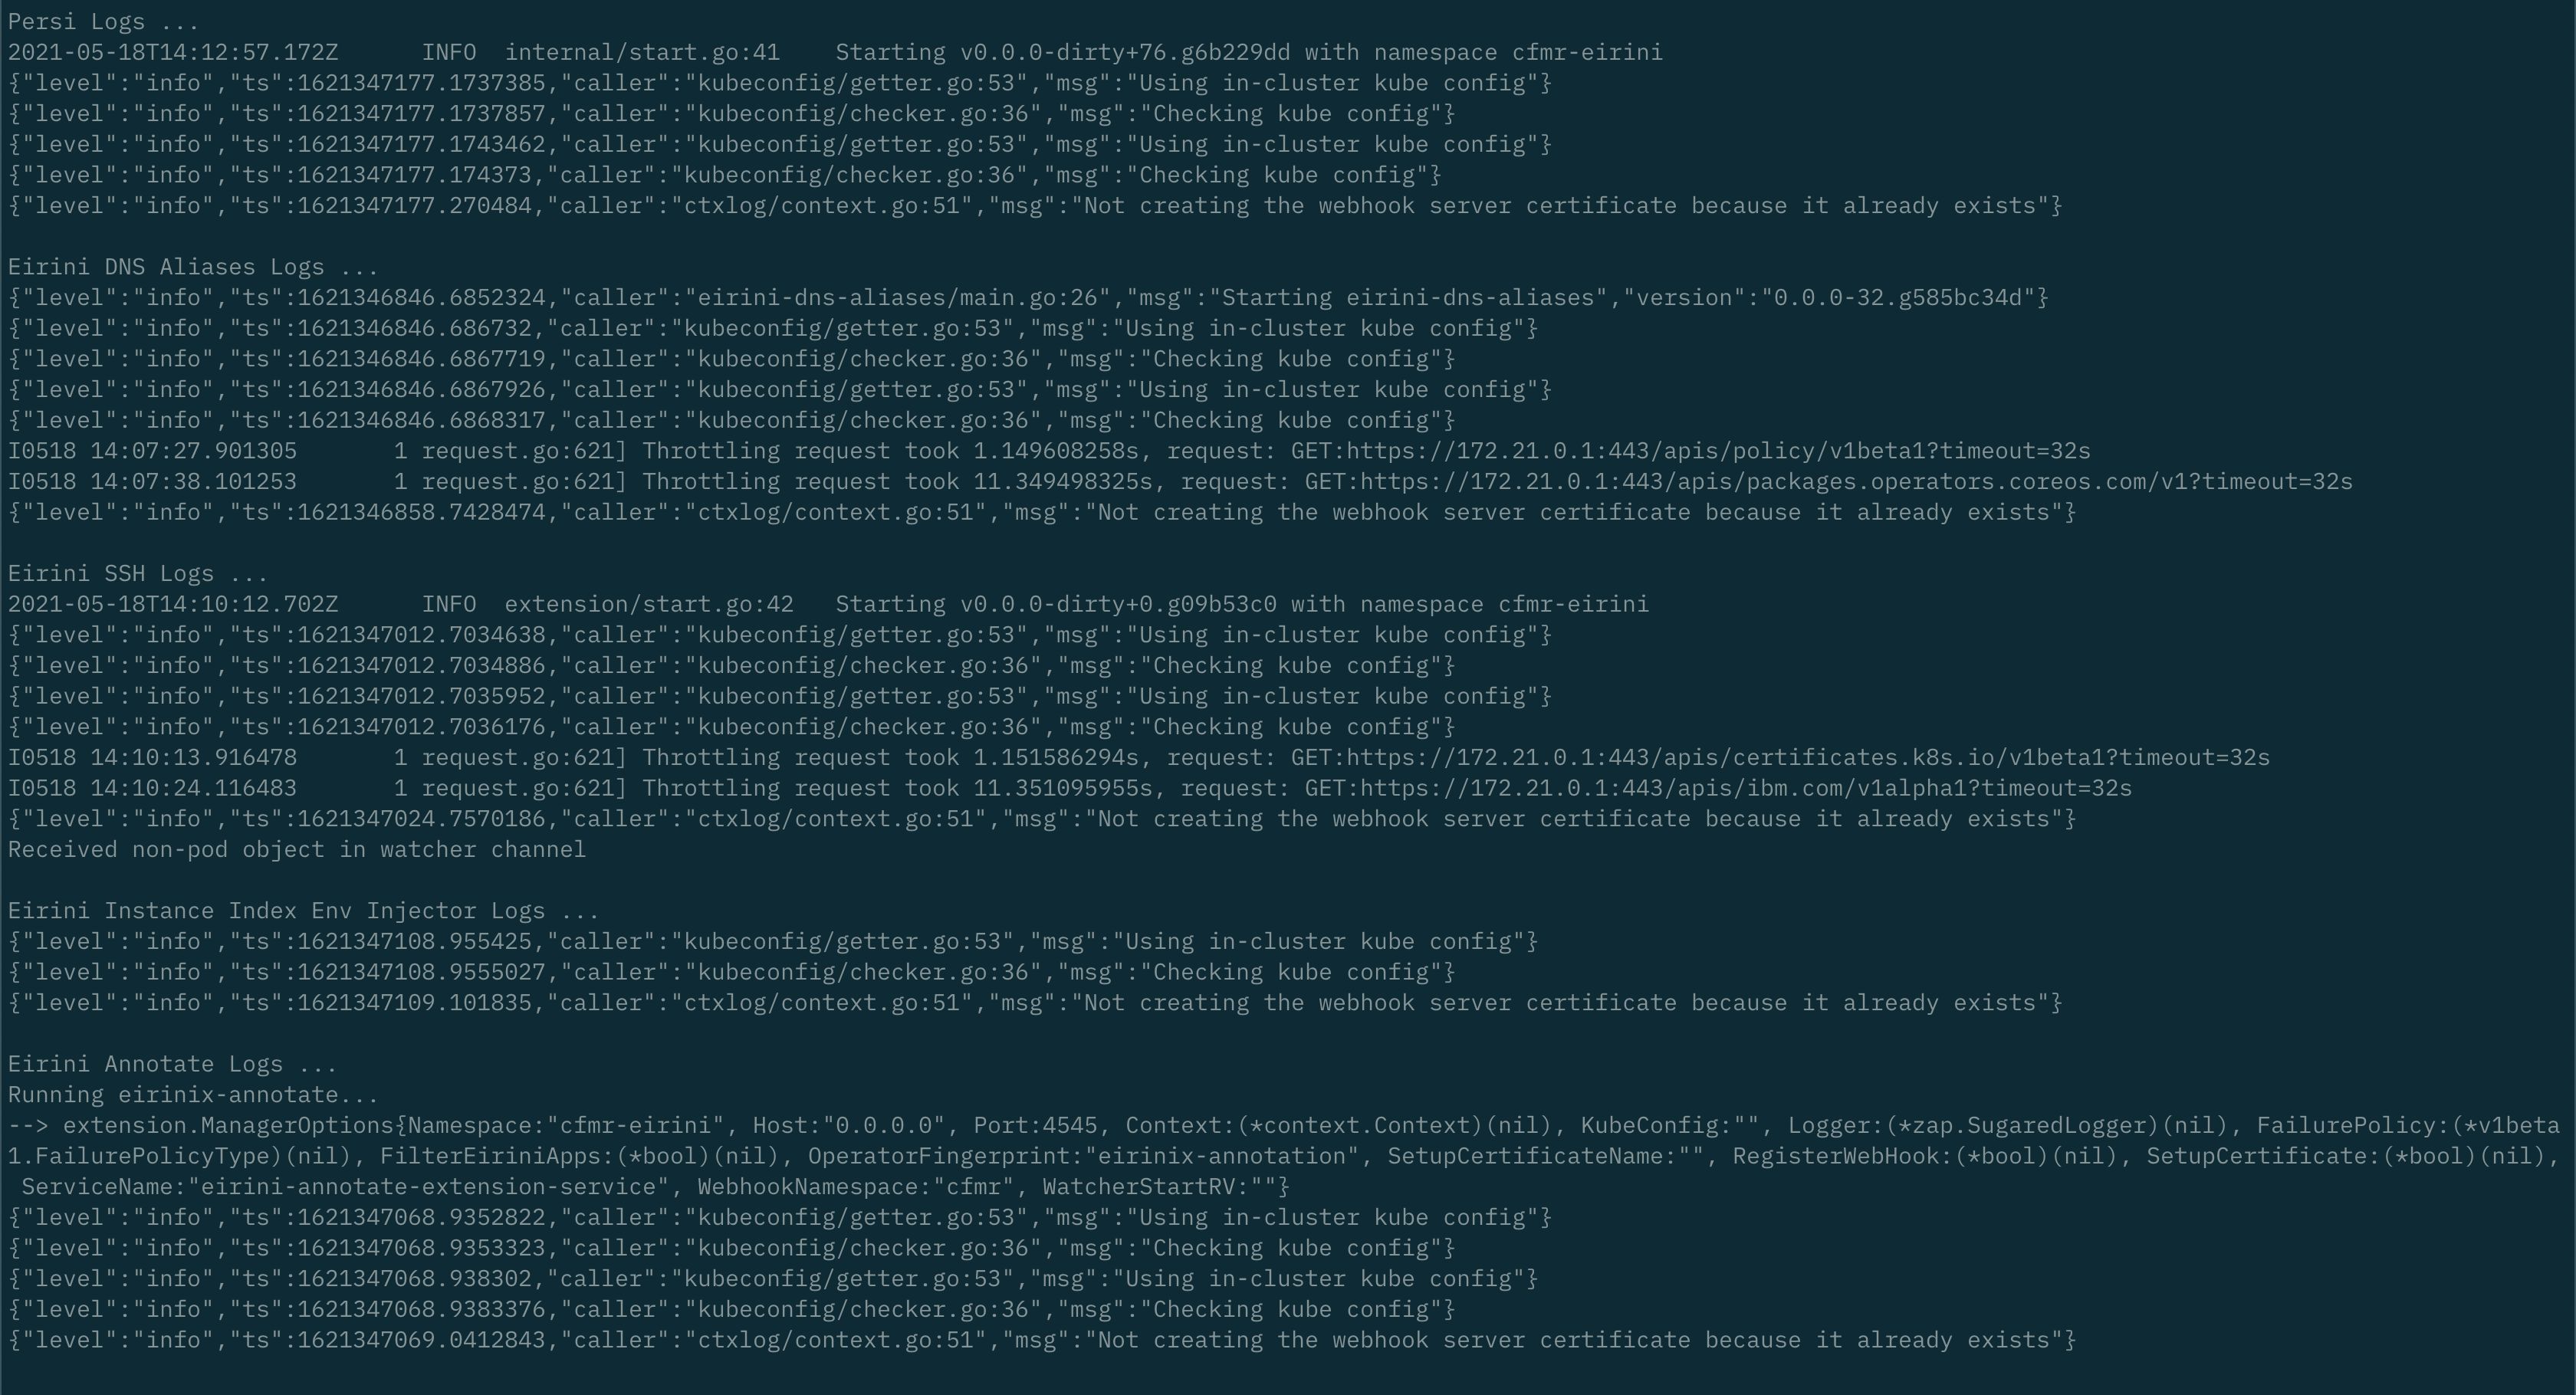 Persi Logs ...
2021-05-18T14:12:57.172Z      INFO  internal/start.go:41    Starting v0.0.0-dirty+76.g6b229dd with namespace cfmr-eirini
{"level":"info","ts":1621347177.1737385,"caller":"kubeconfig/getter.go:53","msg":"Using in-cluster kube config"}
{"level":"info","ts":1621347177.1737857,"caller":"kubeconfig/checker.go:36","msg":"Checking kube config"}
{"level":"info","ts":1621347177.1743462,"caller":"kubeconfig/getter.go:53","msg":"Using in-cluster kube config"}
{"level":"info","ts":1621347177.174373,"caller":"kubeconfig/checker.go:36","msg":"Checking kube config"}
{"level":"info","ts":1621347177.270484,"caller":"ctxlog/context.go:51","msg":"Not creating the webhook server certificate because it already exists"}

Eirini DNS Aliases Logs ...
{"level":"info","ts":1621346846.6852324,"caller":"eirini-dns-aliases/main.go:26","msg":"Starting eirini-dns-aliases","version":"0.0.0-32.g585bc34d"}
{"level":"info","ts":1621346846.686732,"caller":"kubeconfig/getter.go:53","msg":"Using in-cluster kube config"}
{"level":"info","ts":1621346846.6867719,"caller":"kubeconfig/checker.go:36","msg":"Checking kube config"}
{"level":"info","ts":1621346846.6867926,"caller":"kubeconfig/getter.go:53","msg":"Using in-cluster kube config"}
{"level":"info","ts":1621346846.6868317,"caller":"kubeconfig/checker.go:36","msg":"Checking kube config"}
I0518 14:07:27.901305       1 request.go:621] Throttling request took 1.149608258s, request: GET:https://172.21.0.1:443/apis/policy/v1beta1?timeout=32s
I0518 14:07:38.101253       1 request.go:621] Throttling request took 11.349498325s, request: GET:https://172.21.0.1:443/apis/packages.operators.coreos.com/v1?timeout=32s
{"level":"info","ts":1621346858.7428474,"caller":"ctxlog/context.go:51","msg":"Not creating the webhook server certificate because it already exists"}

Eirini SSH Logs ...
2021-05-18T14:10:12.702Z      INFO  extension/start.go:42   Starting v0.0.0-dirty+0.g09b53c0 with namespace cfmr-eirini
{"level":"info","ts":1621347012.7034638,"caller":"kubeconfig/getter.go:53","msg":"Using in-cluster kube config"}
{"level":"info","ts":1621347012.7034886,"caller":"kubeconfig/checker.go:36","msg":"Checking kube config"}
{"level":"info","ts":1621347012.7035952,"caller":"kubeconfig/getter.go:53","msg":"Using in-cluster kube config"}
{"level":"info","ts":1621347012.7036176,"caller":"kubeconfig/checker.go:36","msg":"Checking kube config"}
I0518 14:10:13.916478       1 request.go:621] Throttling request took 1.151586294s, request: GET:https://172.21.0.1:443/apis/certificates.k8s.io/v1beta1?timeout=32s
I0518 14:10:24.116483       1 request.go:621] Throttling request took 11.351095955s, request: GET:https://172.21.0.1:443/apis/ibm.com/v1alpha1?timeout=32s
{"level":"info","ts":1621347024.7570186,"caller":"ctxlog/context.go:51","msg":"Not creating the webhook server certificate because it already exists"}
Received non-pod object in watcher channel

Eirini Instance Index Env Injector Logs ...
{"level":"info","ts":1621347108.955425,"caller":"kubeconfig/getter.go:53","msg":"Using in-cluster kube config"}
{"level":"info","ts":1621347108.9555027,"caller":"kubeconfig/checker.go:36","msg":"Checking kube config"}
{"level":"info","ts":1621347109.101835,"caller":"ctxlog/context.go:51","msg":"Not creating the webhook server certificate because it already exists"}

Eirini Annotate Logs ...
Running eirinix-annotate...
--> extension.ManagerOptions{Namespace:"cfmr-eirini", Host:"0.0.0.0", Port:4545, Context:(*context.Context)(nil), KubeConfig:"", Logger:(*zap.SugaredLogger)(nil), FailurePolicy:(*v1beta
1.FailurePolicyType)(nil), FilterEiriniApps:(*bool)(nil), OperatorFingerprint:"eirinix-annotation", SetupCertificateName:"", RegisterWebHook:(*bool)(nil), SetupCertificate:(*bool)(nil),
 ServiceName:"eirini-annotate-extension-service", WebhookNamespace:"cfmr", WatcherStartRV:""}
{"level":"info","ts":1621347068.9352822,"caller":"kubeconfig/getter.go:53","msg":"Using in-cluster kube config"}
{"level":"info","ts":1621347068.9353323,"caller":"kubeconfig/checker.go:36","msg":"Checking kube config"}
{"level":"info","ts":1621347068.938302,"caller":"kubeconfig/getter.go:53","msg":"Using in-cluster kube config"}
{"level":"info","ts":1621347068.9383376,"caller":"kubeconfig/checker.go:36","msg":"Checking kube config"}
{"level":"info","ts":1621347069.0412843,"caller":"ctxlog/context.go:51","msg":"Not creating the webhook server certificate because it already exists"}